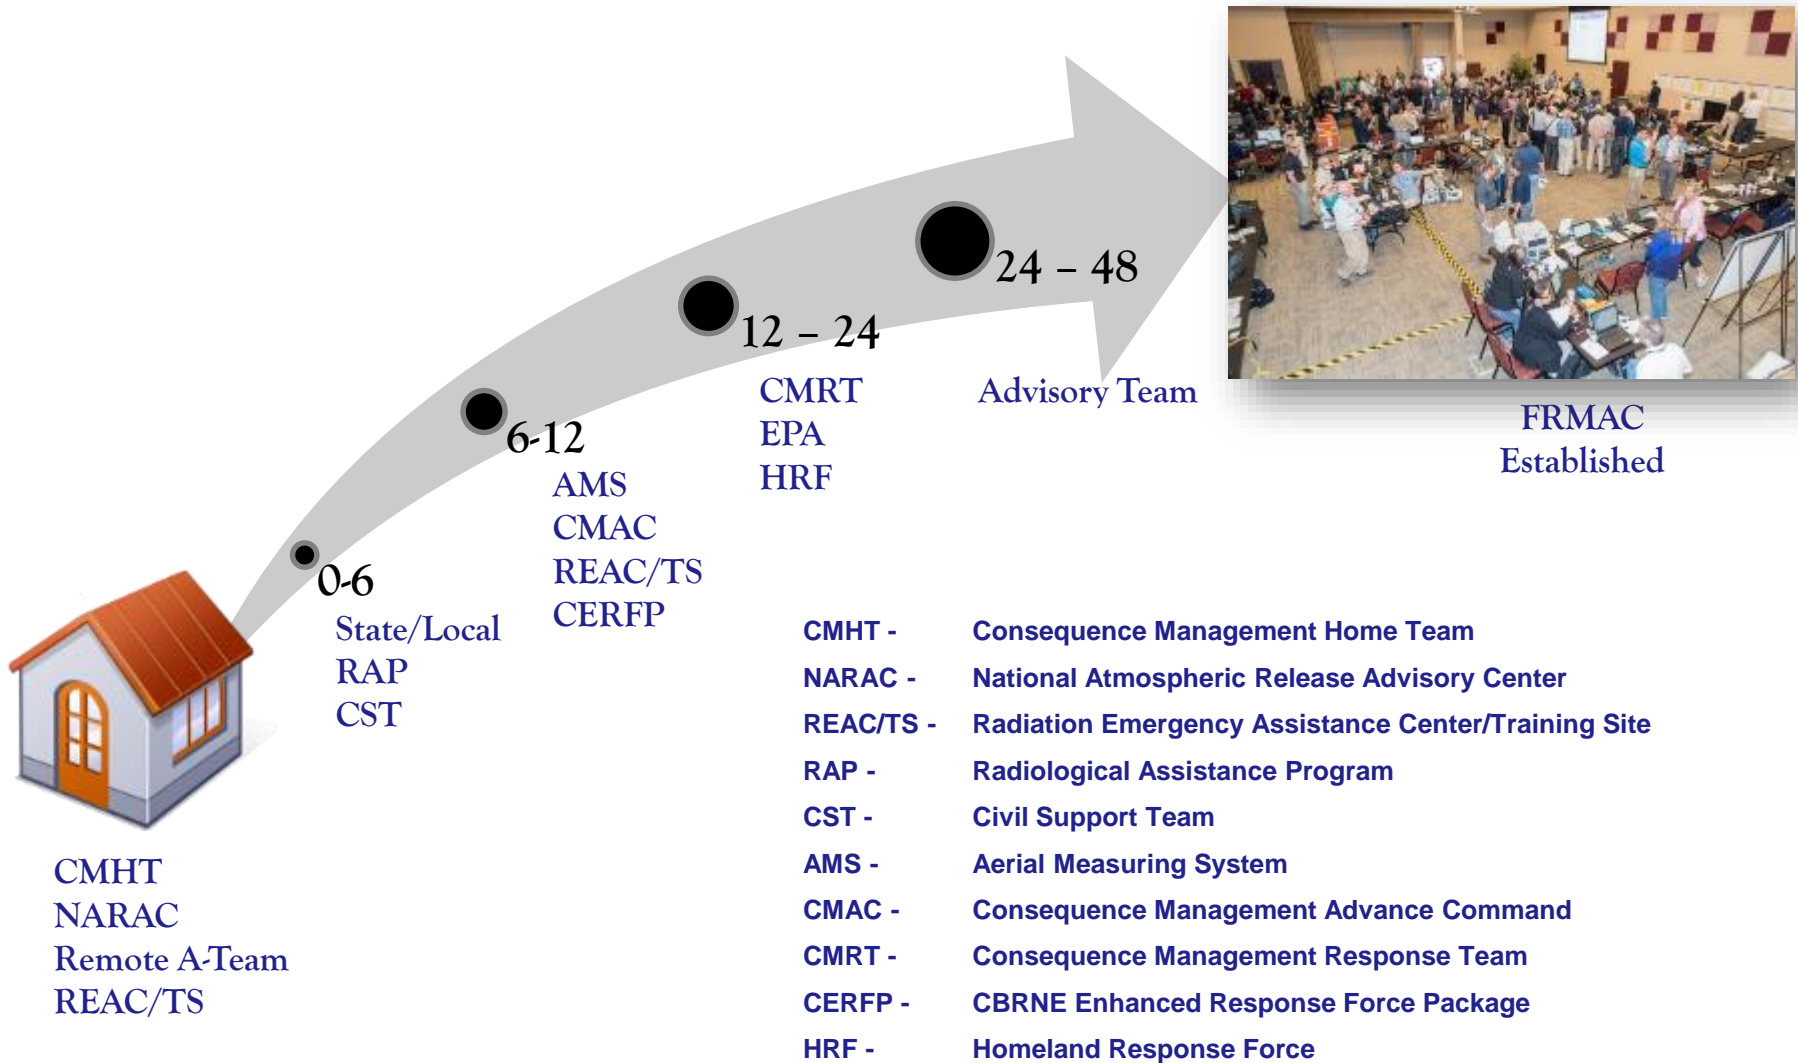 CMHT
NARAC
Remote A-Team
REAC/TS
0-6
State/Local
RAP
CST
6-12
AMS
CMAC
REAC/TS
CERFP
12 – 24
CMRT
EPA
HRF
24 – 48
Advisory Team
FRMAC
Established
CMHT - Consequence Management Home Team
NARAC - National Atmospheric Release Advisory Center
REAC/TS - Radiation Emergency Assistance Center/Training Site
RAP - Radiological Assistance Program
CST - Civil Support Team
AMS - Aerial Measuring System
CMAC - Consequence Management Advance Command
CMRT - Consequence Management Response Team
CERFP - CBRNE Enhanced Response Force Package
HRF - Homeland Response Force